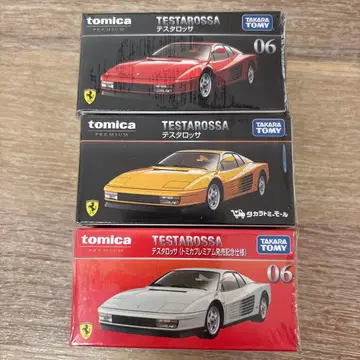 tomica
PREMIUM
TESTAROSSA
テスタロッサ
TAKARA
TOMY
06
tomica
PREMIUM
TESTAROSSA
テスタロッサ
タカラトミーモール
tomica
PREMIUM
TESTAROSSA
テスタロッサ(トミカプレミアム発売記念仕様)
TAKARA
TOMY
06